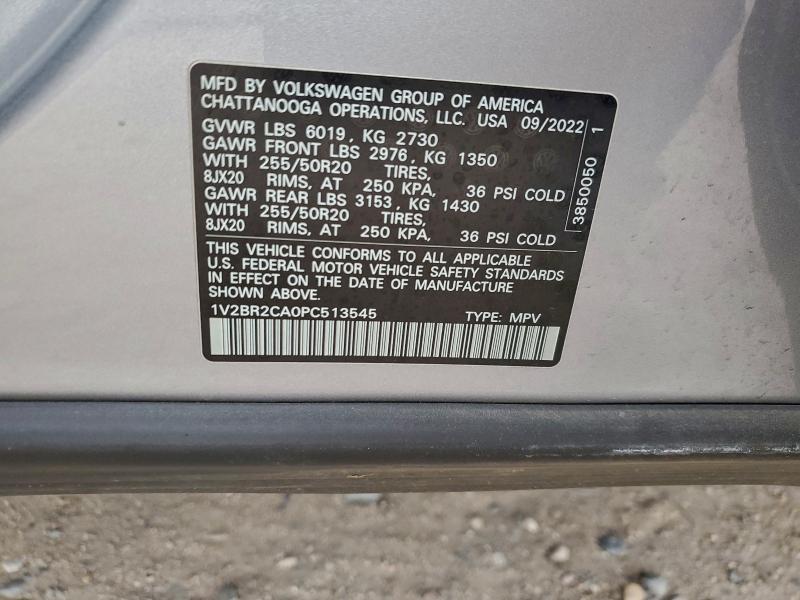 MFD BY VOLKSWAGEN GROUP OF AMERICA
CHATTANOOGA OPERATIONS, LLC. USA 09/2022
GVWR LBS 6019, KG 2730
GAWR FRONT LBS 2976, KG 1350
WITH 255/50R20 TIRES,
8JX20 RIMS, AT 250 KPA, 36 PSI COLD
GAWR REAR LBS 3153, KG 1430
WITH 255/50R20 TIRES,
8JX20 RIMS, AT 250 KPA, 36 PSI COLD
THIS VEHICLE CONFORMS TO ALL APPLICABLE
U.S. FEDERAL MOTOR VEHICLE SAFETY STANDARDS
IN EFFECT ON THE DATE OF MANUFACTURE
SHOWN ABOVE.
1V2BR2CA0PC513545 TYPE: MPV
3850050 1